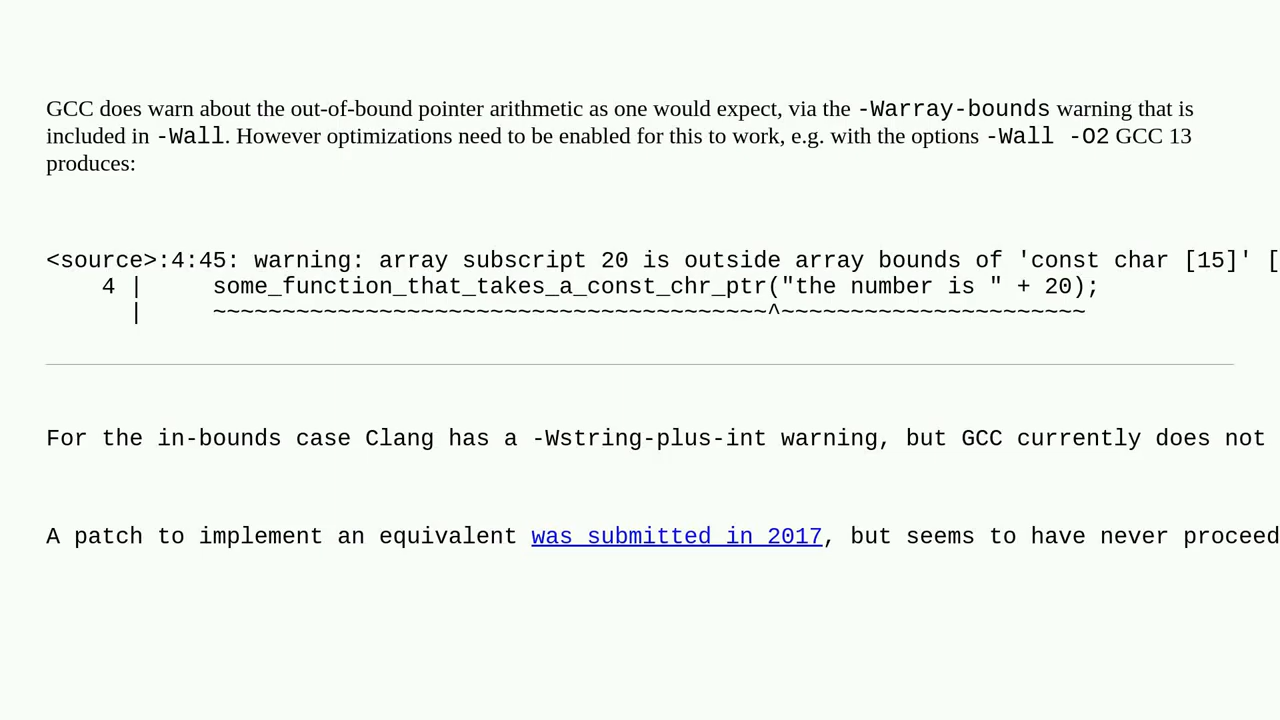 GCC does warn about the out-of-bound pointer arithmetic as one would expect, via the -Warray-bounds warning that is
included in -Wall. However optimizations need to be enabled for this to work, e.g. with the options -Wall -O2 GCC 13
produces:
<source>:4:45: warning: array subscript 20 is outside array bounds of 'const char [15]' [
    4 |     some_function_that_takes_a_const_chr_ptr("the number is " + 20);
      |     ~~~~~~~~~~~~~~~~~~~~~~~~~~~~~~~~~~~~~~~~^~~~~~~~~~~~~~~~~~~~~~~
For the in-bounds case Clang has a -Wstring-plus-int warning, but GCC currently does not
A patch to implement an equivalent was submitted in 2017, but seems to have never proceed